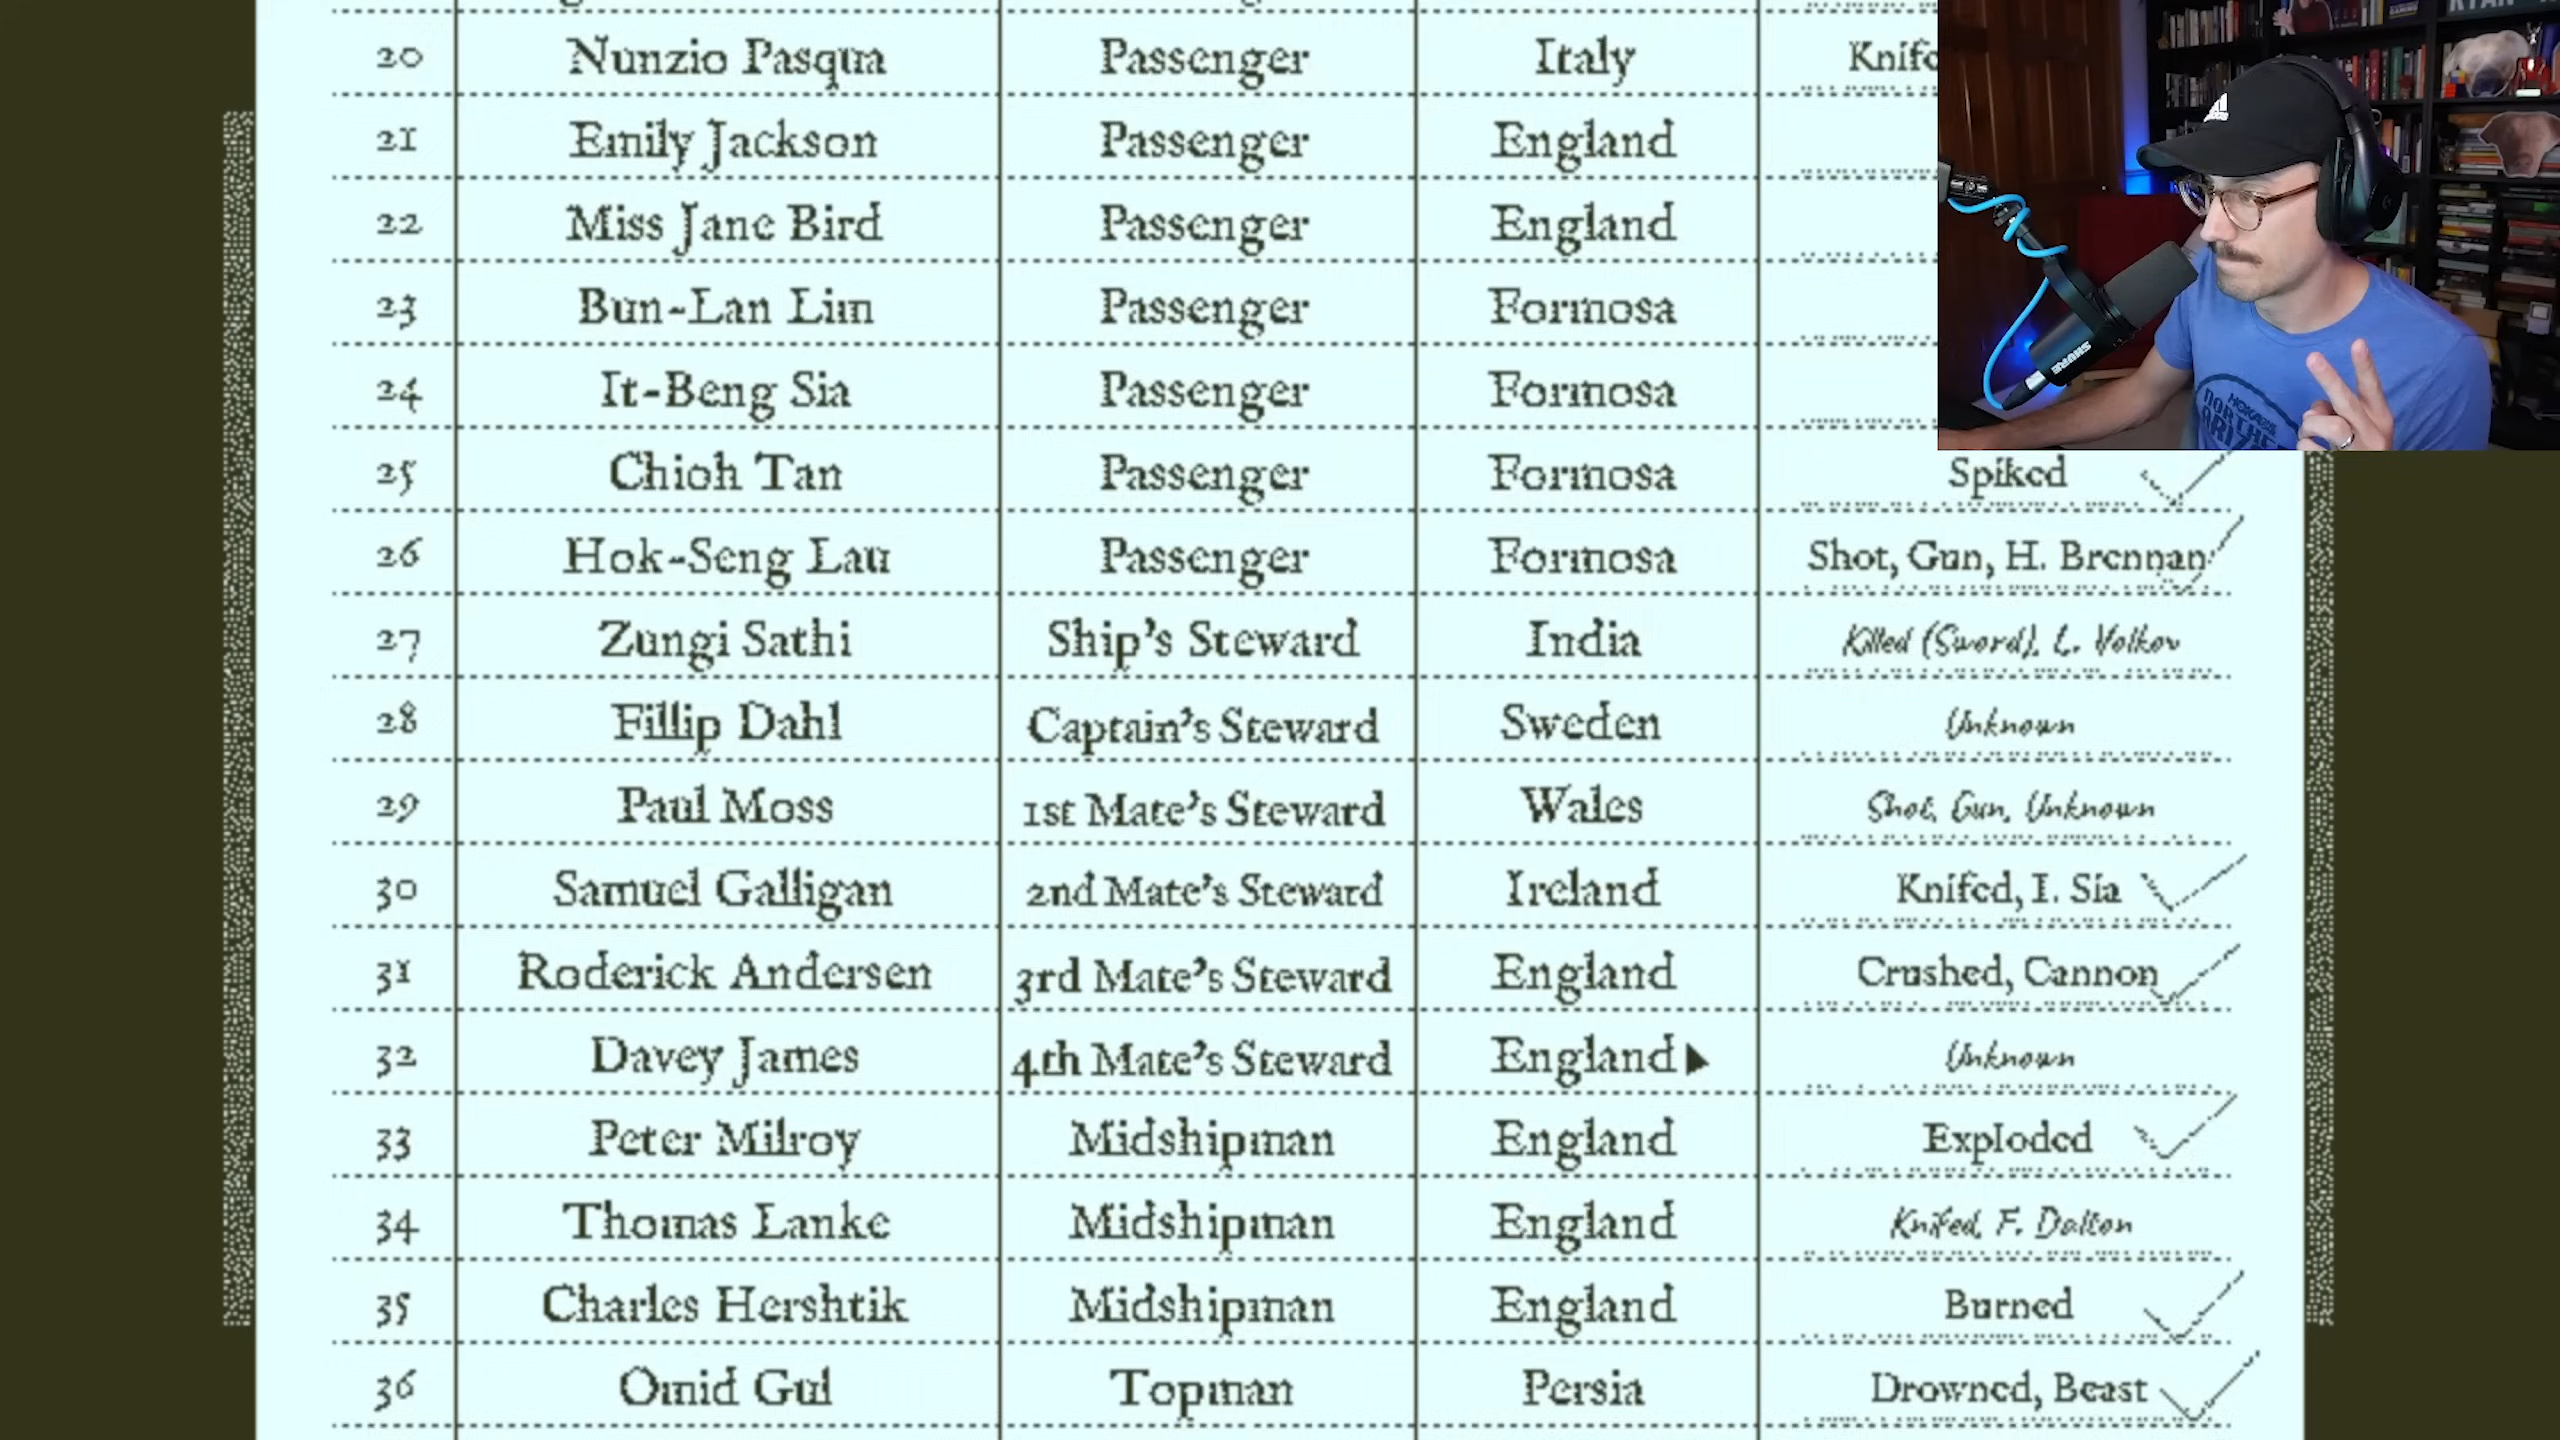 20 Nunzio Pasqua Passenger Italy Knife
21 Emily Jackson Passenger England
22 Miss Jane Bird Passenger England
23 Bun-Lan Lim Passenger Formosa
24 It-Beng Sia Passenger Formosa
25 Chioh Tan Passenger Formosa Spiked
26 Hok-Seng Lau Passenger Formosa Shot, Gun, H. Brennan
27 Zungi Sathi Ship's Steward India Killed (Sword), L. Volkov
28 Fillip Dahl Captain's Steward Sweden Unknown
29 Paul Moss 1st Mate's Steward Wales Shot, Gun, Unknown
30 Samuel Galligan 2nd Mate's Steward Ireland Knifed, I. Sia
31 Roderick Andersen 3rd Mate's Steward England Crushed, Cannon
32 Davey James 4th Mate's Steward England Unknown
33 Peter Milroy Midshipman England Exploded
34 Thomas Lanke Midshipman England Knifed, F. Dalton
35 Charles Hershtik Midshipman England Burned
36 Omid Gul Topman Persia Drowned, Beast
SHURE